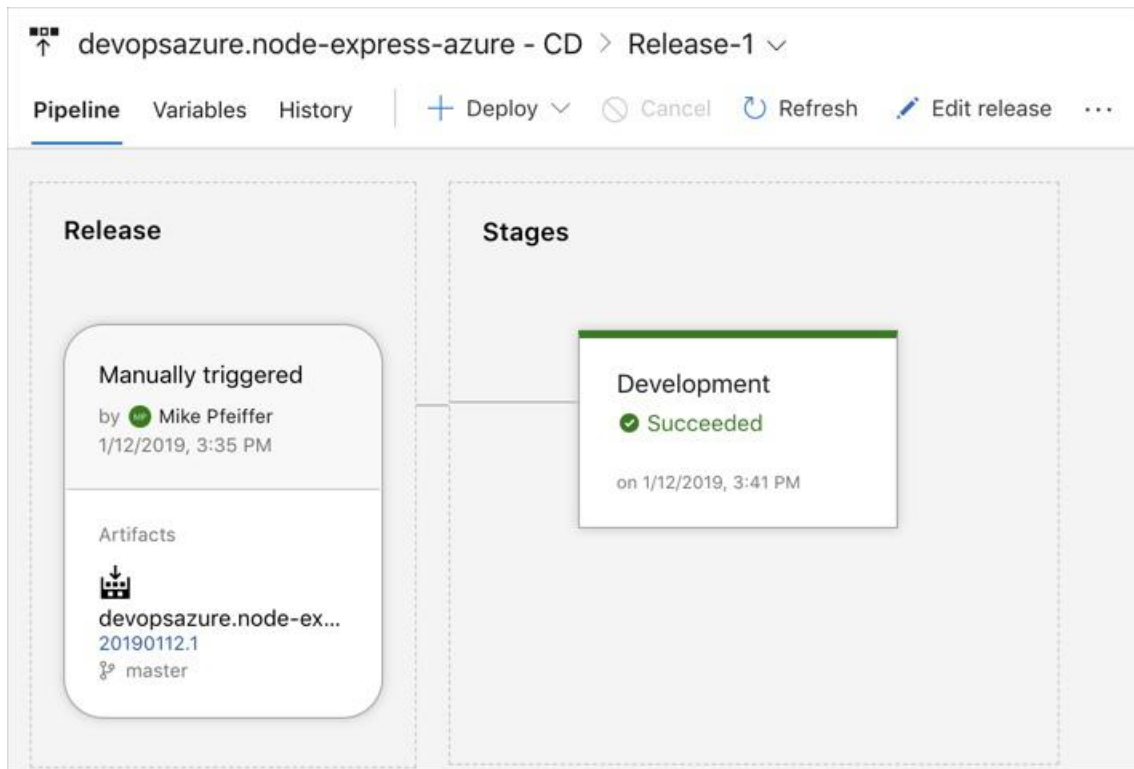 devopsazure.node-express-azure - CD > Release-1
Pipeline Variables History + Deploy Cancel Refresh Edit release ...
Release
Stages
Manually triggered
by MP Mike Pfeiffer
1/12/2019, 3:35 PM
Artifacts
devopsazure.node-ex...
20190112.1
master
Development
Succeeded
on 1/12/2019, 3:41 PM